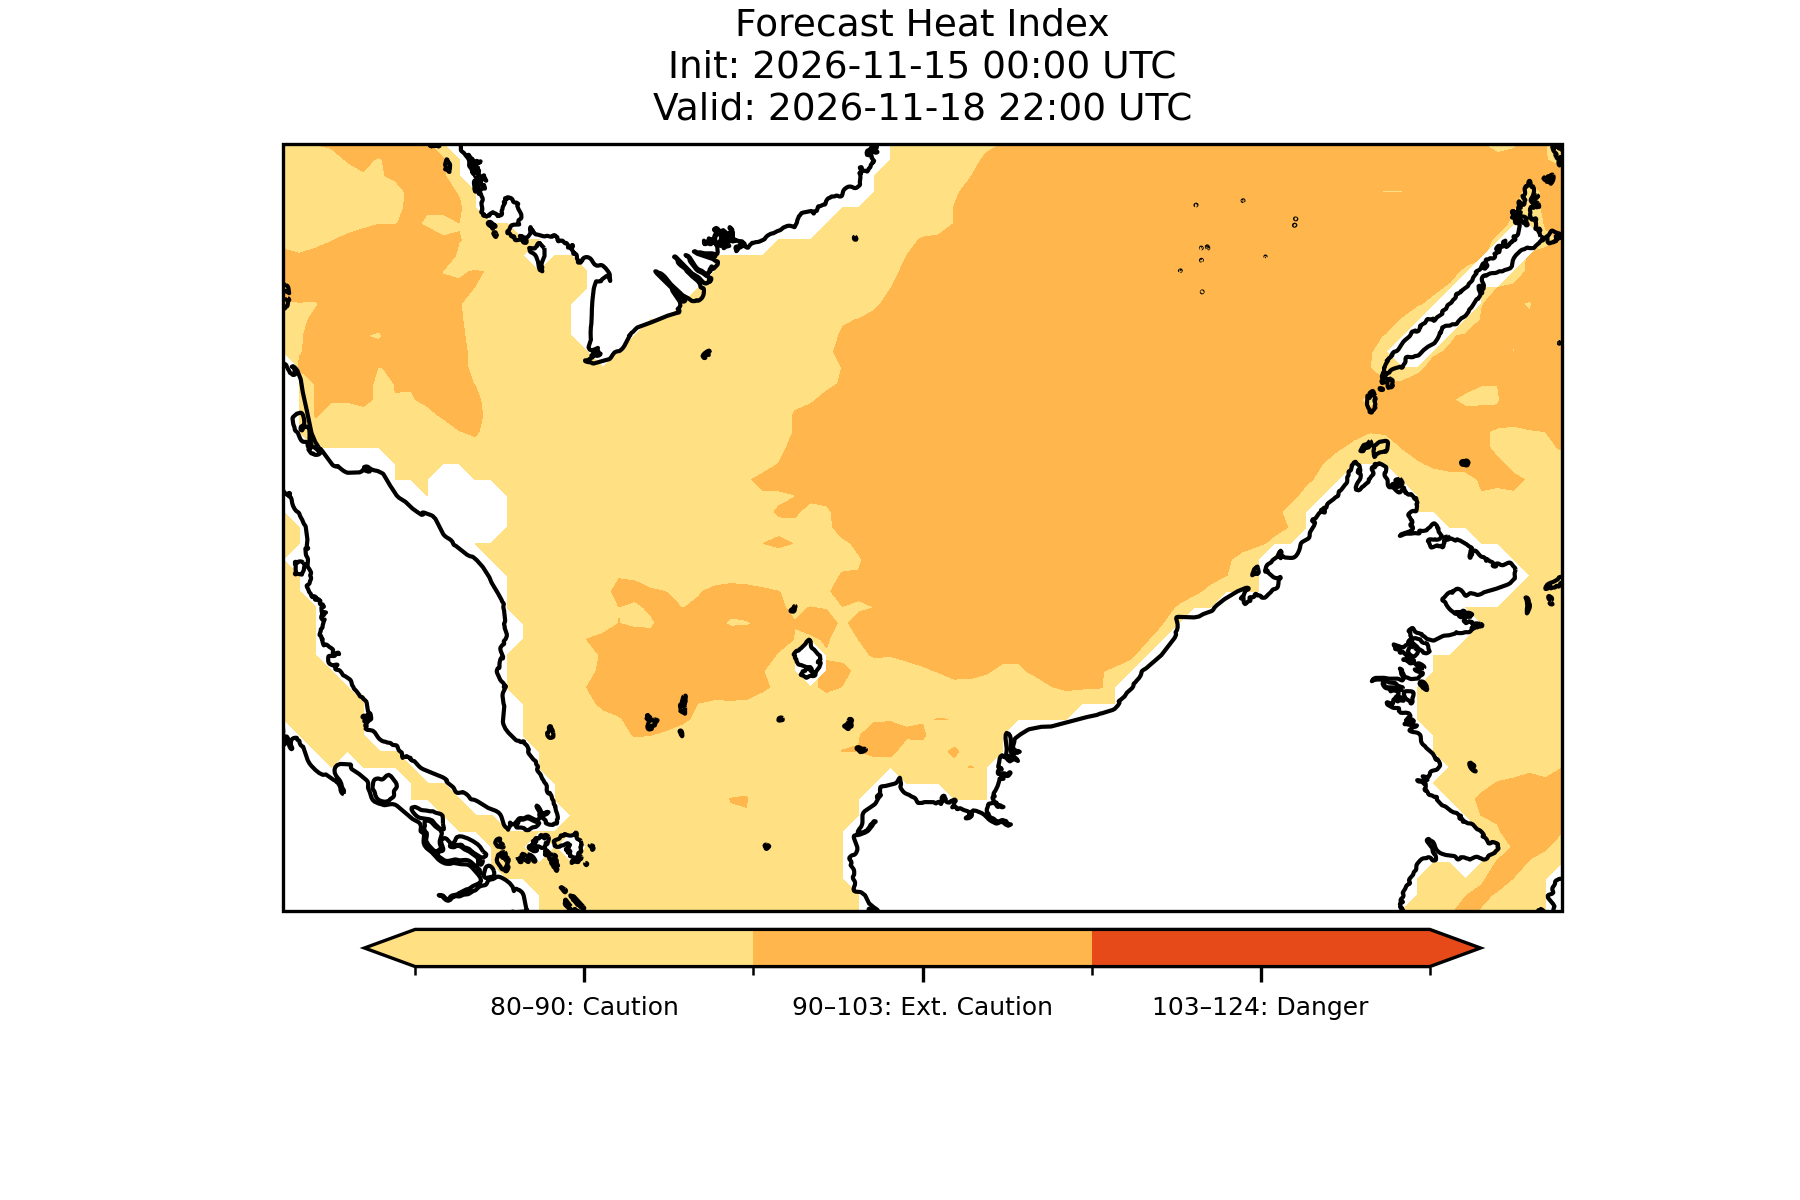 Forecast Heat Index
Init: 2026-11-15 00:00 UTC
Valid: 2026-11-18 22:00 UTC
80–90: Caution
90–103: Ext. Caution
103–124: Danger